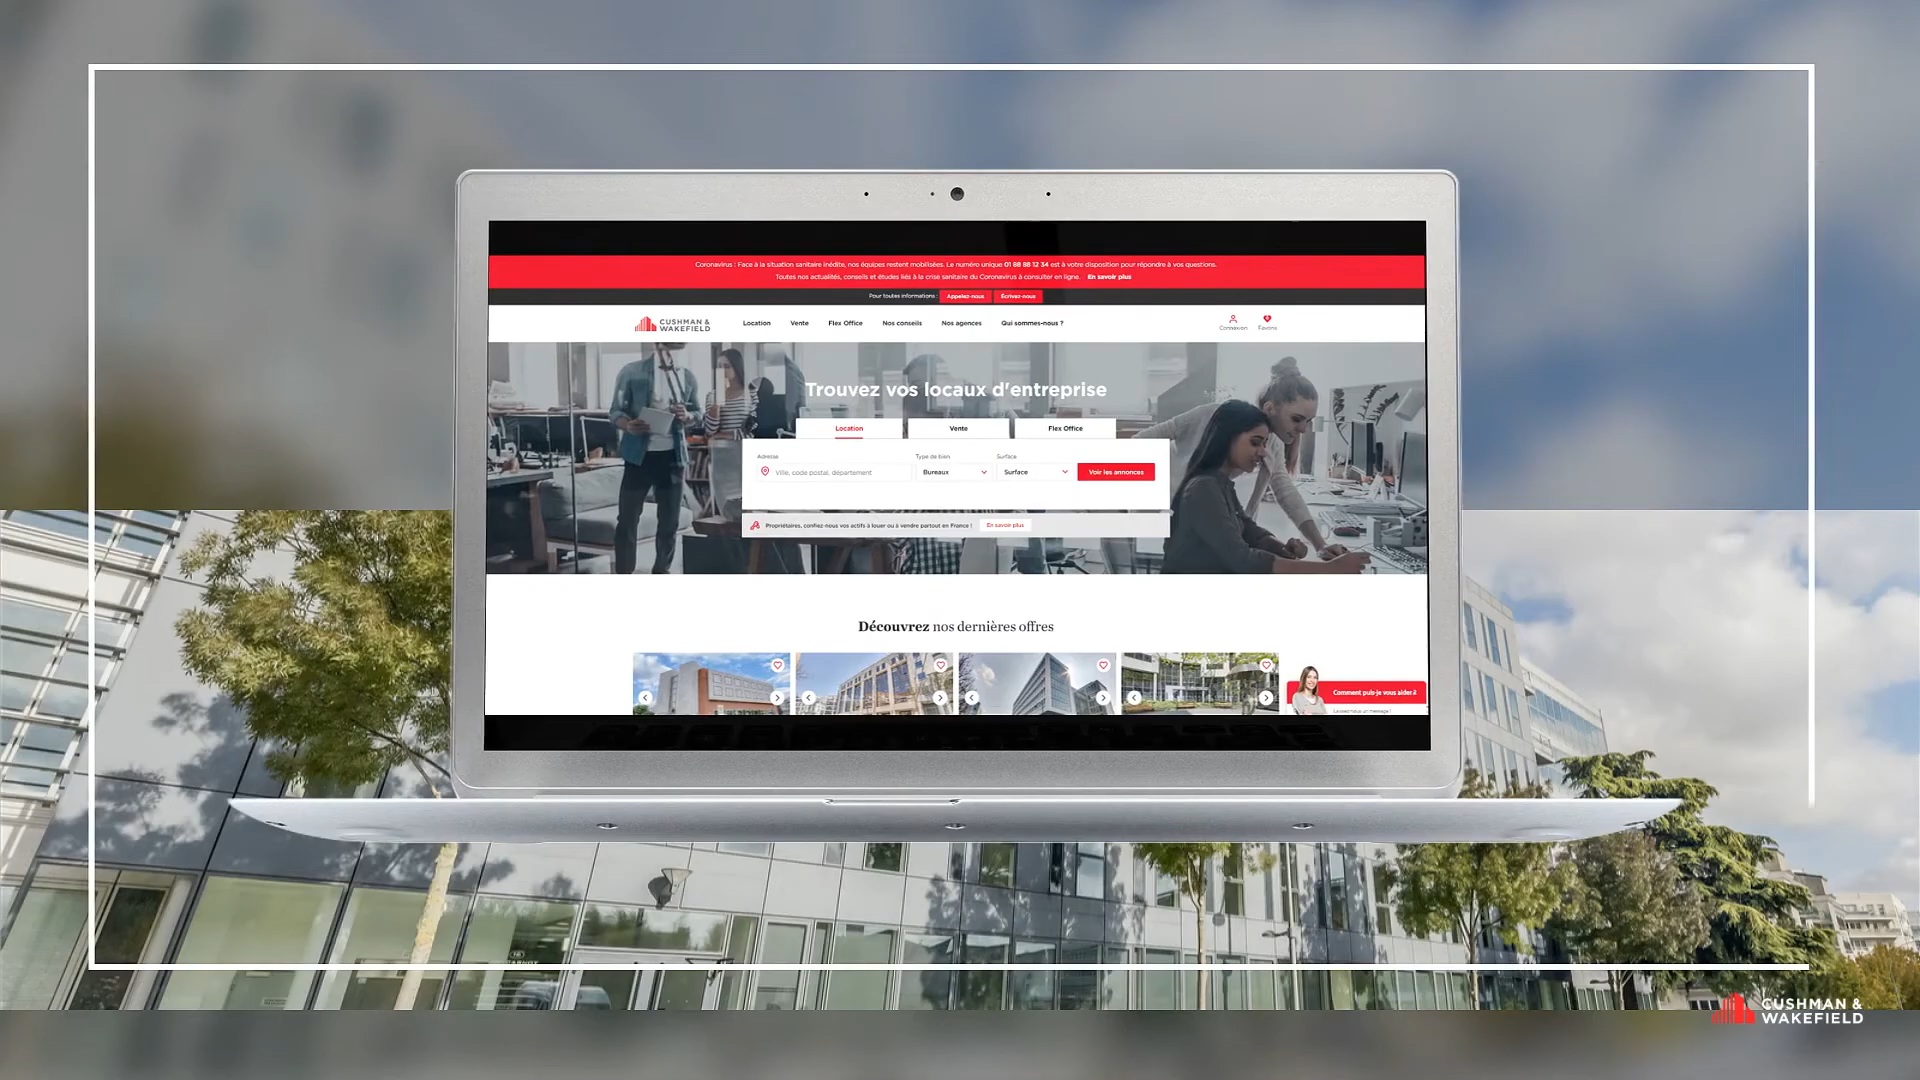 Coronavirus : Face à la situation sanitaire inédite, nos équipes restent mobilisées. Le numéro unique 01 88 88 12 34 est à votre disposition pour répondre à vos questions.
Toutes nos actualités, conseils et études liés à la crise sanitaire du Coronavirus à consulter en ligne. En savoir plus
Pour toutes informations : Appelez-nous Écrivez-nous
CUSHMAN &
WAKEFIELD
Location Vente Flex Office Nos conseils Nos agences Qui sommes-nous ?
Connexion Favoris
Trouvez vos locaux d'entreprise
Location Vente Flex Office
Adresse Type de bien Surface
Ville, code postal, département Bureaux Surface Voir les annonces
Propriétaires, confiez-nous vos actifs à louer ou à vendre partout en France ! En savoir plus
Découvrez nos dernières offres
Comment puis-je vous aider ?
Laissez-nous un message !
CUSHMAN &
WAKEFIELD